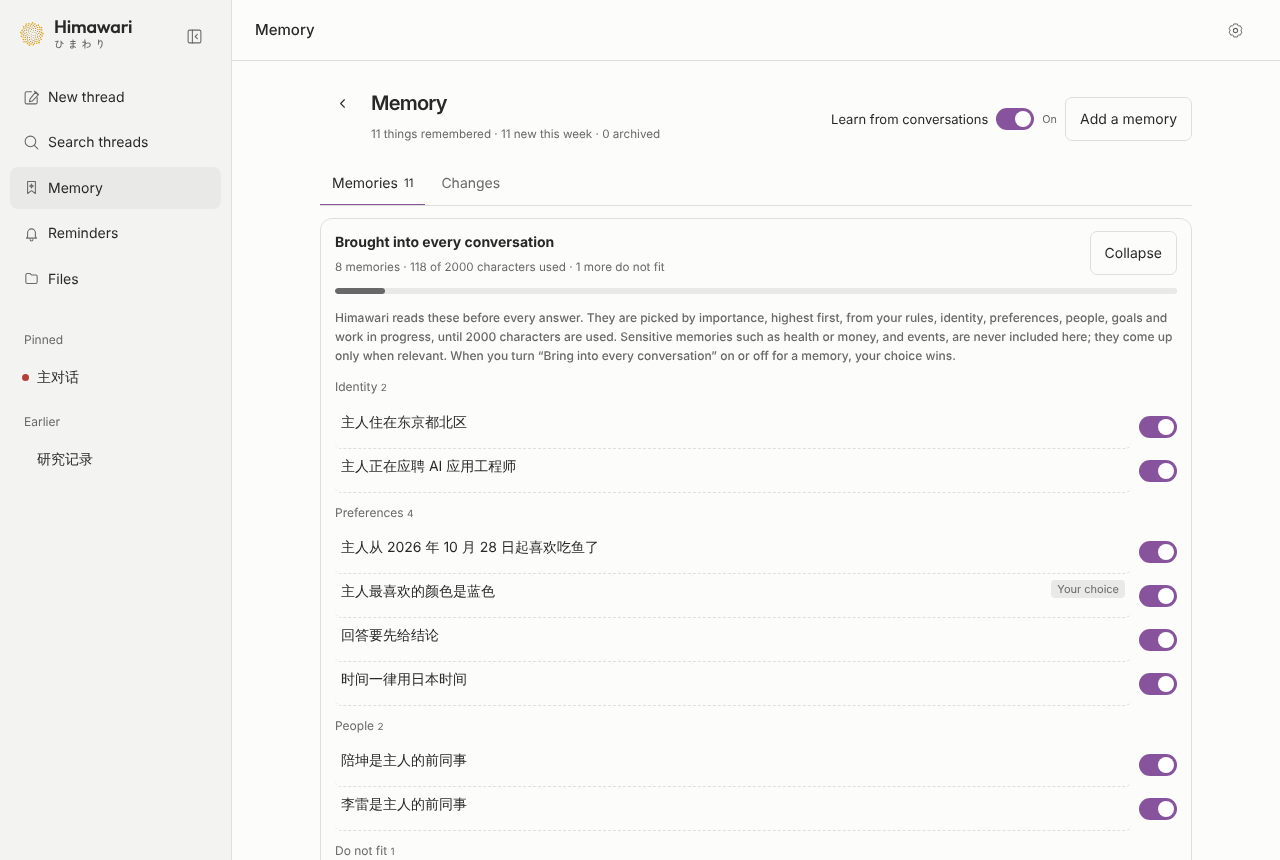 Himawari
ひまわり
New thread
Search threads
Memory
Reminders
Files
Pinned
主对话
Earlier
研究记录
Memory
Memory
11 things remembered · 11 new this week · 0 archived
Learn from conversations
On
Add a memory
Memories 11
Changes
Brought into every conversation
8 memories · 118 of 2000 characters used · 1 more do not fit
Collapse
Himawari reads these before every answer. They are picked by importance, highest first, from your rules, identity, preferences, people, goals and
work in progress, until 2000 characters are used. Sensitive memories such as health or money, and events, are never included here; they come up
only when relevant. When you turn “Bring into every conversation” on or off for a memory, your choice wins.
Identity 2
主人住在东京都北区
主人正在应聘 AI 应用工程师
Preferences 4
主人从 2026 年 10 月 28 日起喜欢吃鱼了
主人最喜欢的颜色是蓝色
Your choice
回答要先给结论
时间一律用日本时间
People 2
陪坤是主人的前同事
李雷是主人的前同事
Do not fit 1